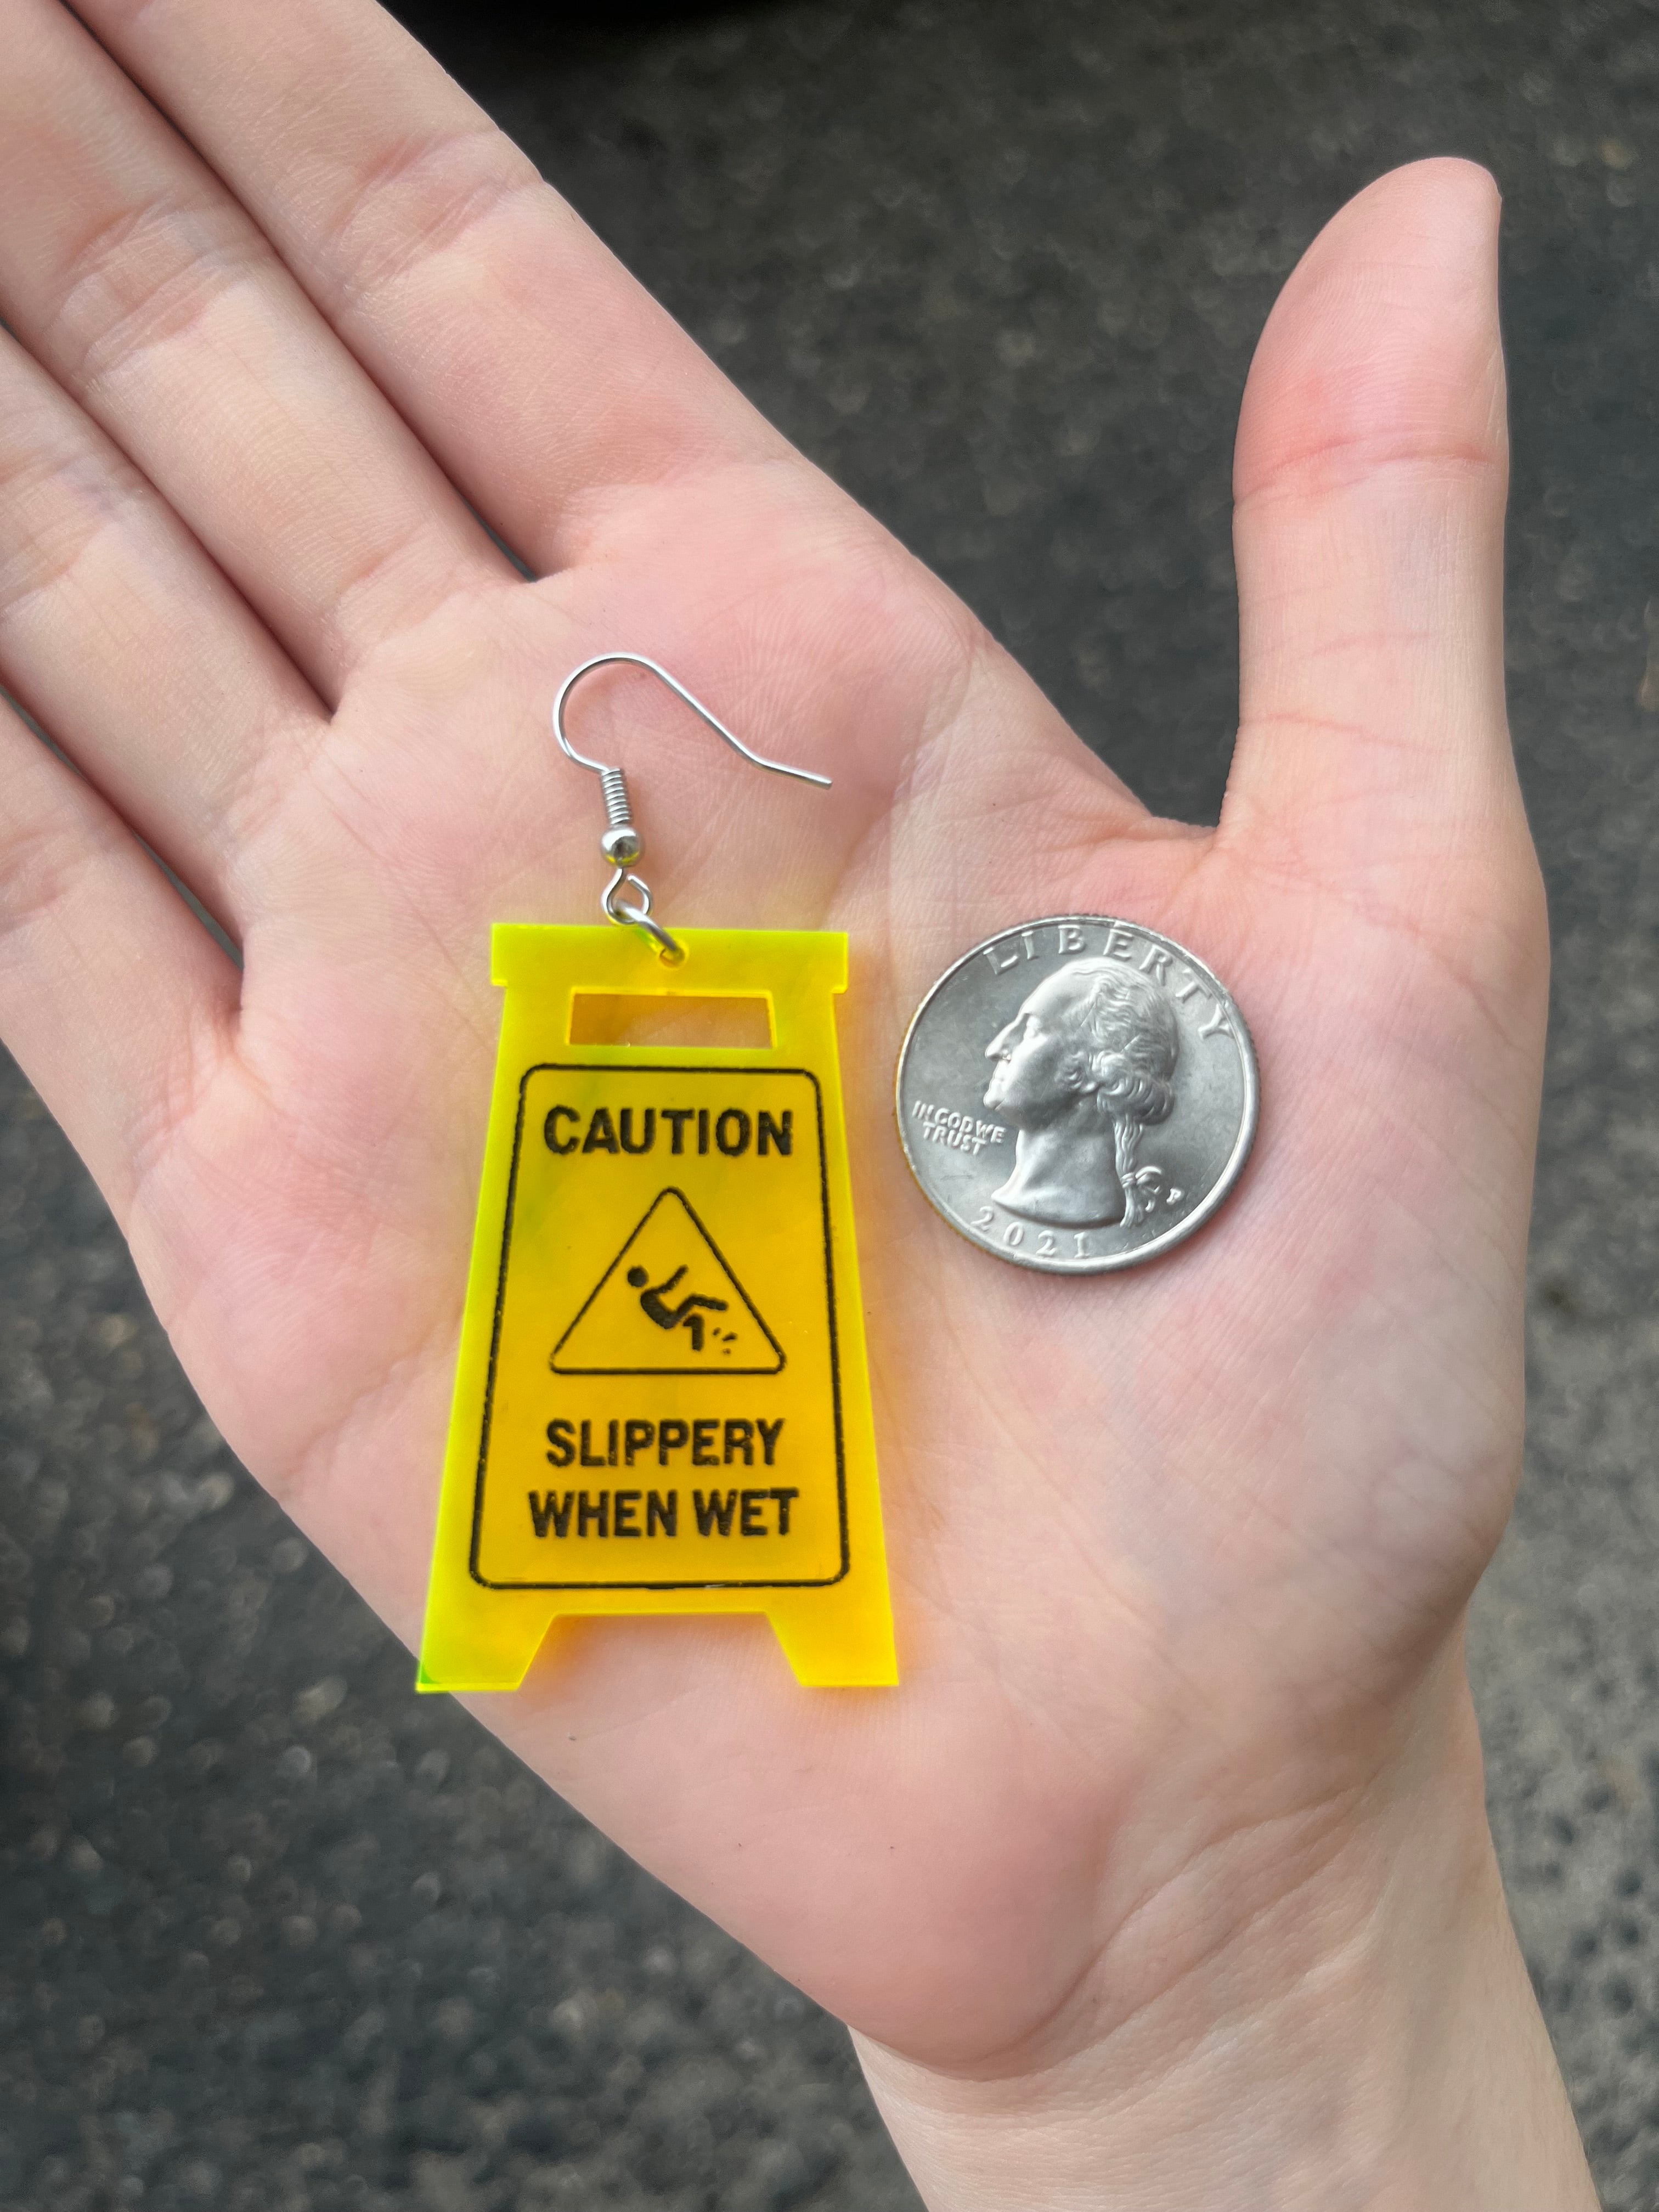 CAUTION
SLIPPERY
WHEN WET
LIBERTY
IN GOD WE
TRUST
P
2021